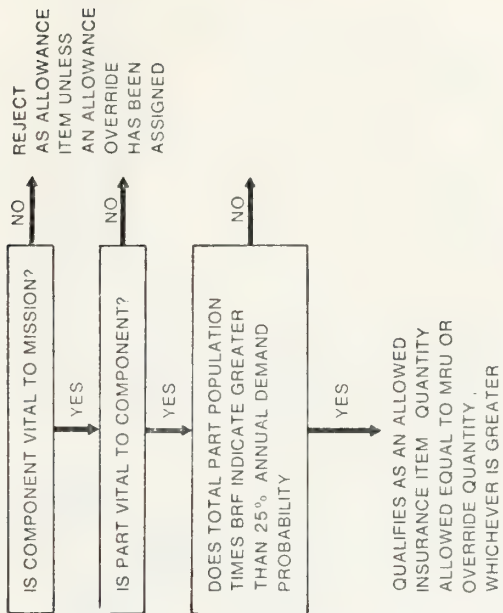 IS COMPONENT VITAL TO MISSION?
NO
REJECT
AS ALLOWANCE
ITEM UNLESS
AN ALLOWANCE
OVERRIDE
HAS BEEN
ASSIGNED
YES
IS PART VITAL TO COMPONENT?
NO
YES
DOES TOTAL PART POPULATION
TIMES BRF INDICATE GREATER
THAN 25% ANNUAL DEMAND
PROBABILITY
NO
YES
QUALIFIES AS AN ALLOWED
INSURANCE ITEM QUANTITY
ALLOWED EQUAL TO MRU OR
OVERRIDE QUANTITY,
WHICHEVER IS GREATER